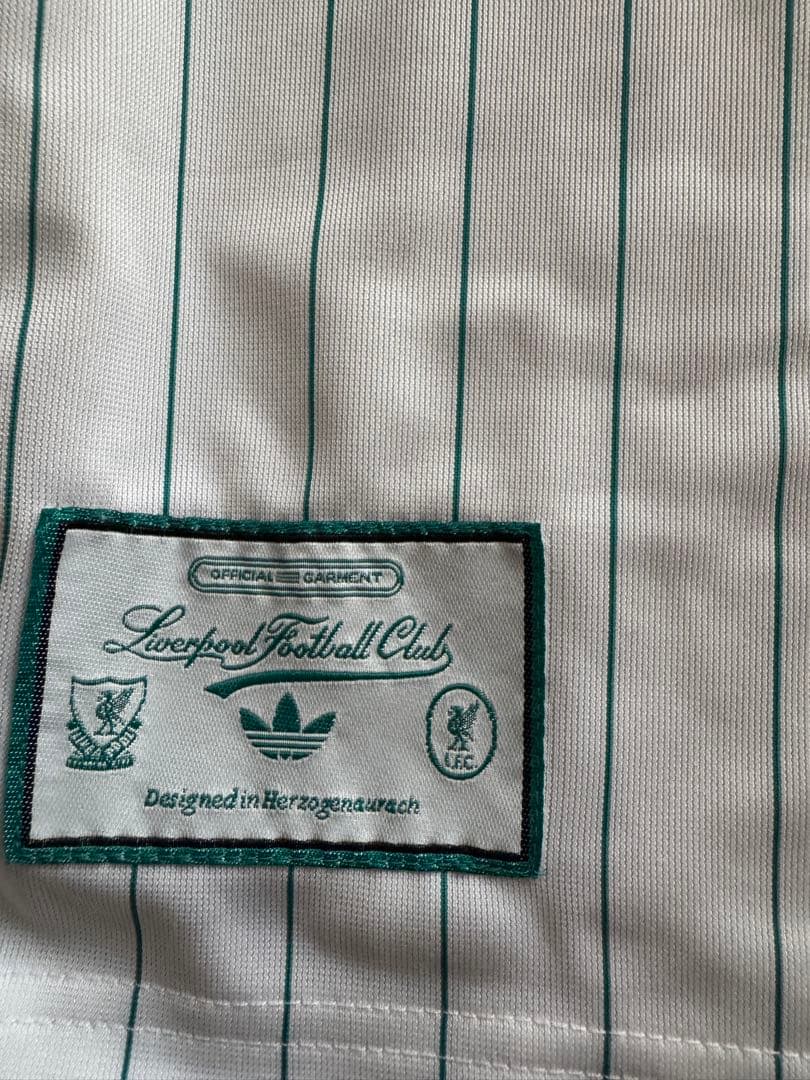 OFFICIAL GARMENT
Liverpool Football Club
L.F.C.
Designed in Herzogenaurach